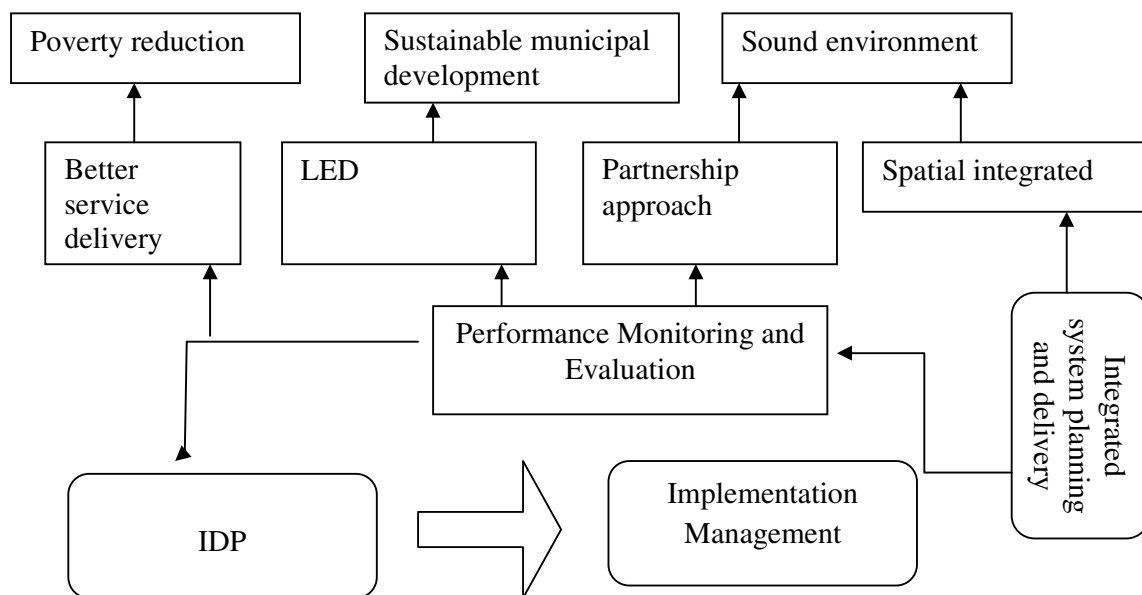 Poverty reduction
Sustainable municipal
development
Sound environment
Better
service
delivery
LED
Partnership
approach
Spatial integrated
Performance Monitoring and
Evaluation
Integrated
system planning
and delivery
IDP
Implementation
Management